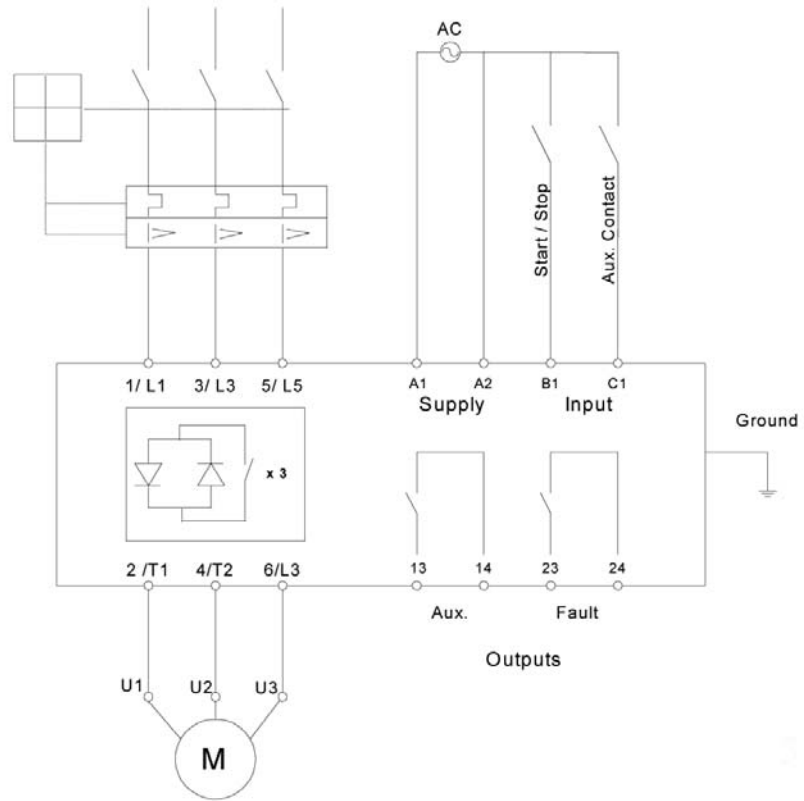 AC
Start / Stop
Aux. Contact
1/ L1 3/ L3 5/ L5
A1 A2 B1 C1
Supply Input
Ground
x 3
2 /T1 4/T2 6/L3
13 14 23 24
Aux. Fault
Outputs
U1 U2 U3
M